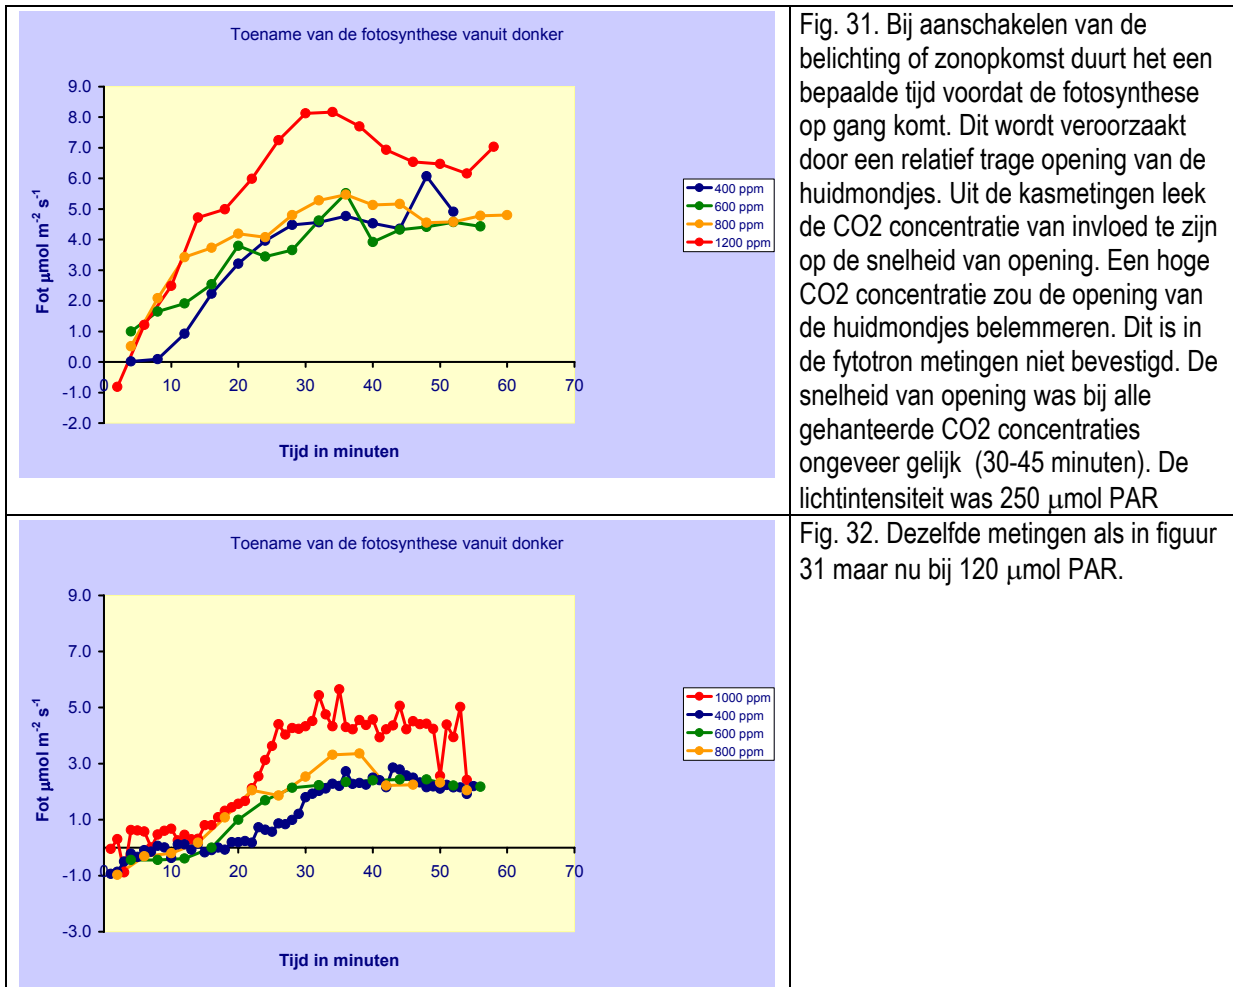 Toename van de fotosynthese vanuit donker
9.0
8.0
7.0
6.0
5.0
4.0
3.0
2.0
1.0
0.0
-1.0
-2.0
0 10 20 30 40 50 60 70
Fot µmol m-2 s-1
Tijd in minuten
400 ppm
600 ppm
800 ppm
1200 ppm
Fig. 31. Bij aanschakelen van de
belichting of zonopkomst duurt het een
bepaalde tijd voordat de fotosynthese
op gang komt. Dit wordt veroorzaakt
door een relatief trage opening van de
huidmondjes. Uit de kasmetingen leek
de CO2 concentratie van invloed te zijn
op de snelheid van opening. Een hoge
CO2 concentratie zou de opening van
de huidmondjes belemmeren. Dit is in
de fytotron metingen niet bevestigd. De
snelheid van opening was bij alle
gehanteerde CO2 concentraties
ongeveer gelijk (30-45 minuten). De
lichtintensiteit was 250 µmol PAR
Toename van de fotosynthese vanuit donker
9.0
7.0
5.0
3.0
1.0
-1.0
-3.0
0 10 20 30 40 50 60 70
Fot µmol m-2 s-1
Tijd in minuten
1000 ppm
400 ppm
600 ppm
800 ppm
Fig. 32. Dezelfde metingen als in figuur
31 maar nu bij 120 µmol PAR.